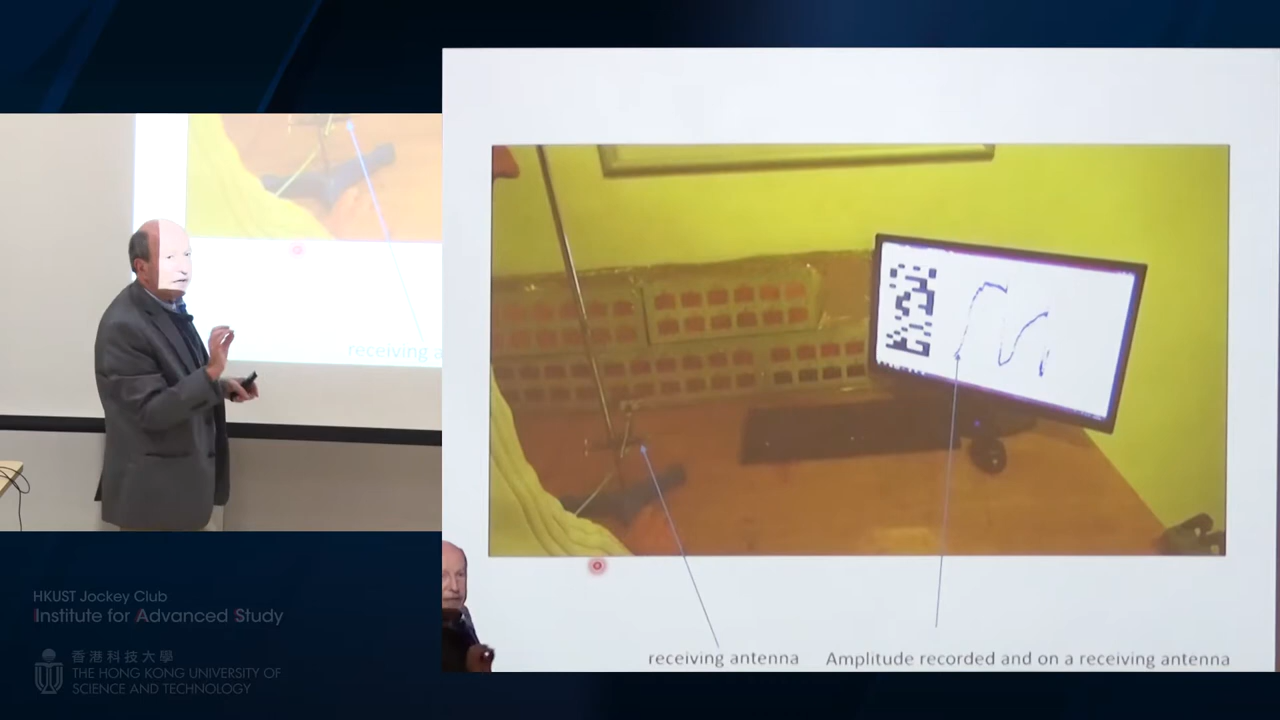 receiving a
receiving antenna
Amplitude recorded and on a receiving antenna
HKUST Jockey Club
Institute for Advanced Study
香港科技大學
THE HONG KONG UNIVERSITY OF
SCIENCE AND TECHNOLOGY